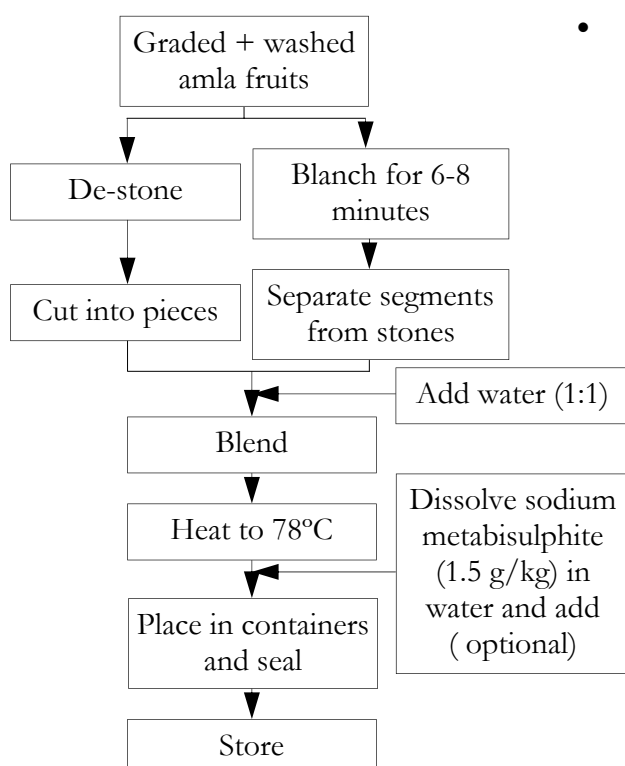 •
Graded + washed
amla fruits
De-stone
Blanch for 6-8
minutes
Cut into pieces
Separate segments
from stones
Add water (1:1)
Blend
Heat to 78ºC
Dissolve sodium
metabisulphite
(1.5 g/kg) in
water and add
( optional)
Place in containers
and seal
Store